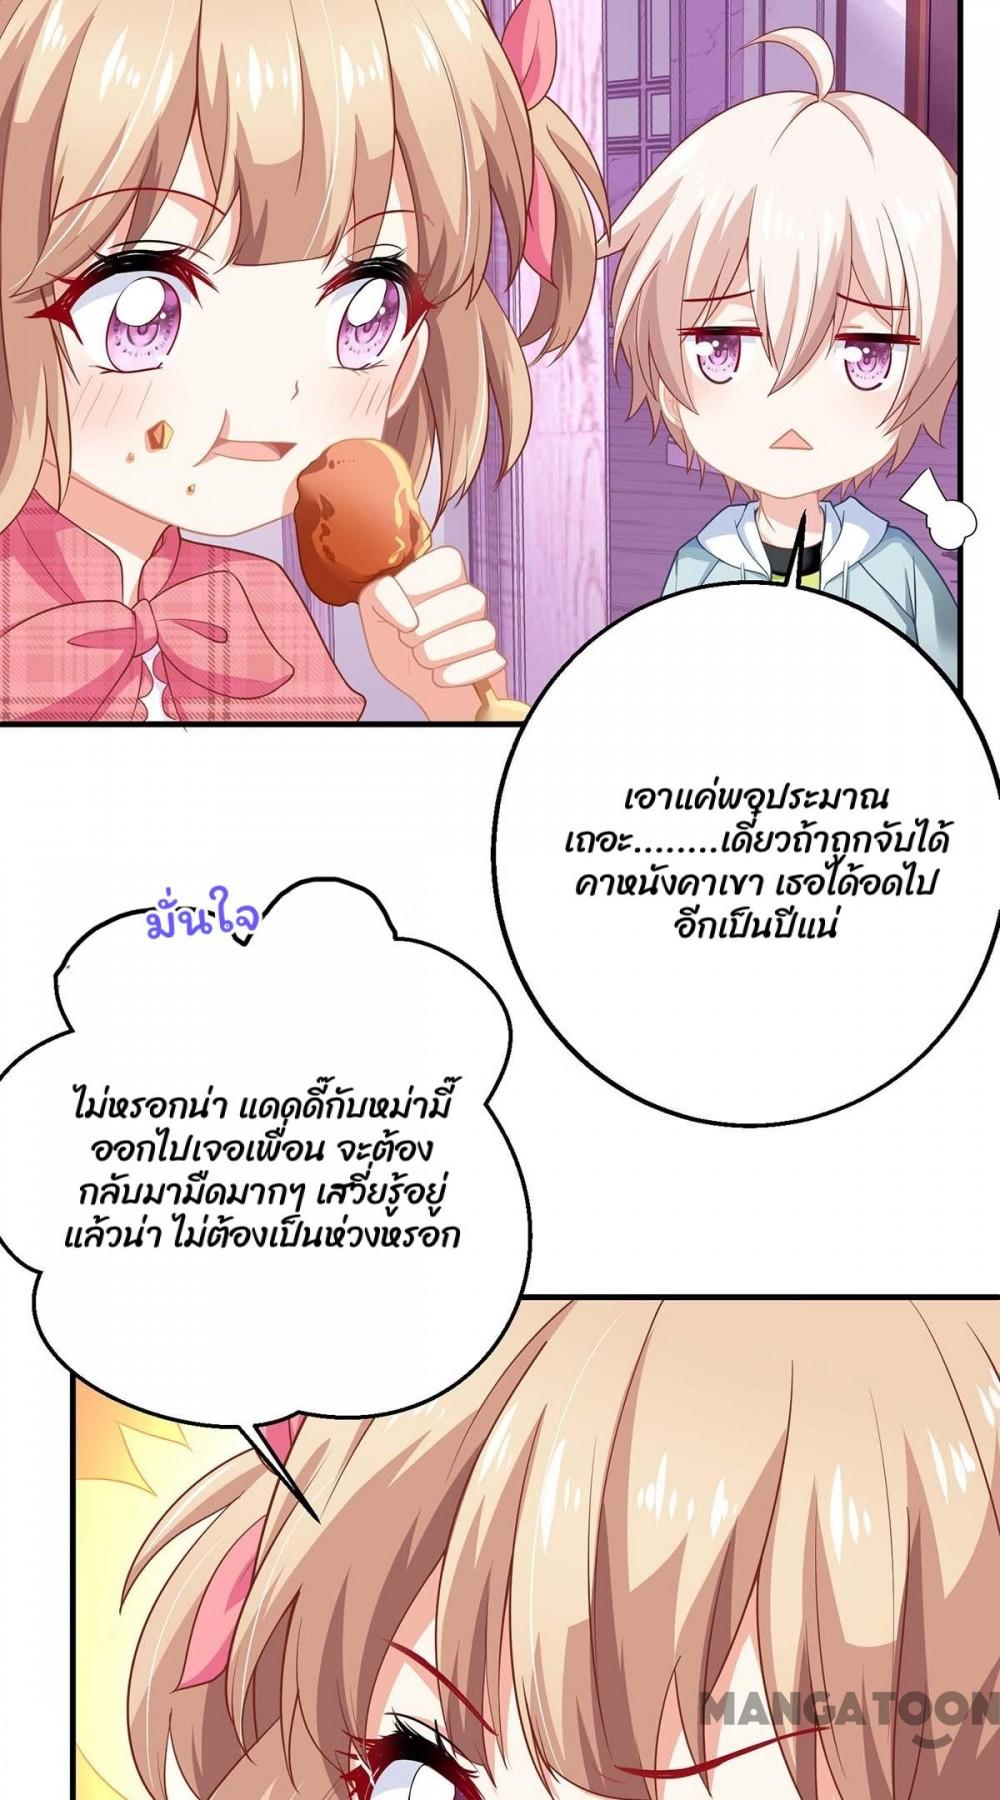 เอาแค่พอประมาณ
เถอะ........เดี๋ยวถ้าถูกจับได้
คาหนังคาเขา เธอได้อดไป
อีกเป็นปีแน่
มั่นใจ
ไม่หรอกน่า แดดดี๊กับหม่ามี๊
ออกไปเจอเพื่อน จะต้อง
กลับมามืดมากๆ เสวี่ยรู้อยู่
แล้วน่า ไม่ต้องเป็นห่วงหรอก
MANGATOON